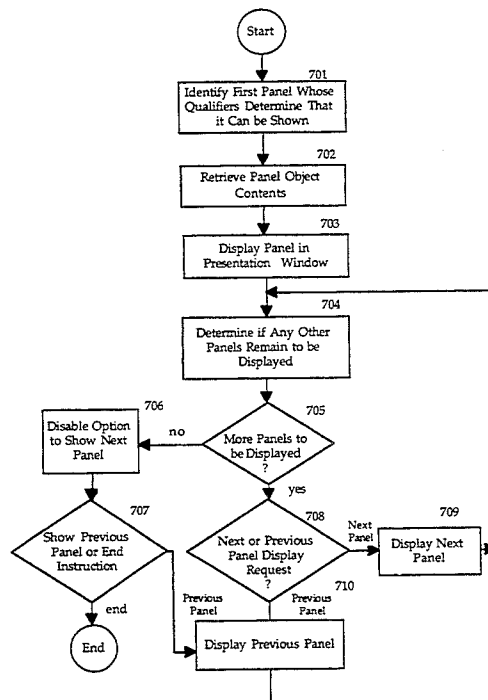 Start
701
Identify First Panel Whose
Qualifiers Determine That
it Can be Shown
702
Retrieve Panel Object
Contents
703
Display Panel in
Presentation Window
704
Determine if Any Other
Panels Remain to be
Displayed
705
More Panels to
be Displayed
?
no
yes
706
Disable Option
to Show Next
Panel
707
Show Previous
Panel or End
Instruction
end
End
Previous
Panel
708
Next or Previous
Panel Display
Request
?
Next
Panel
709
Display Next
Panel
710
Previous
Panel
Display Previous Panel